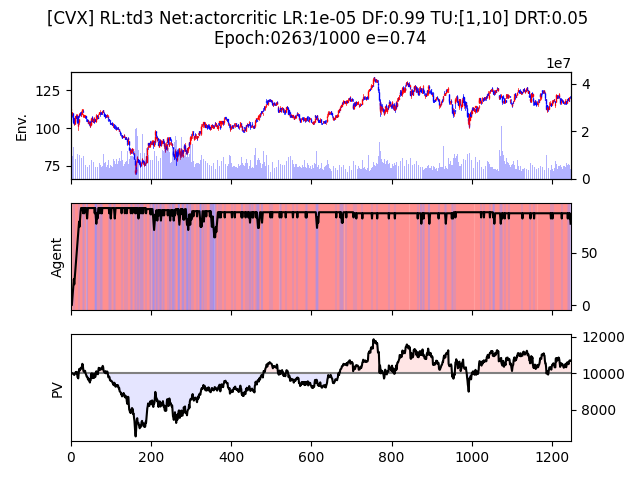 [CVX] RL:td3 Net:actorcritic LR:1e-05 DF:0.99 TU:[1,10] DRT:0.05
Epoch:0263/1000 e=0.74
1e7
Env.
125
100
75
4
2
0
Agent
50
0
PV
12000
10000
8000
0 200 400 600 800 1000 1200